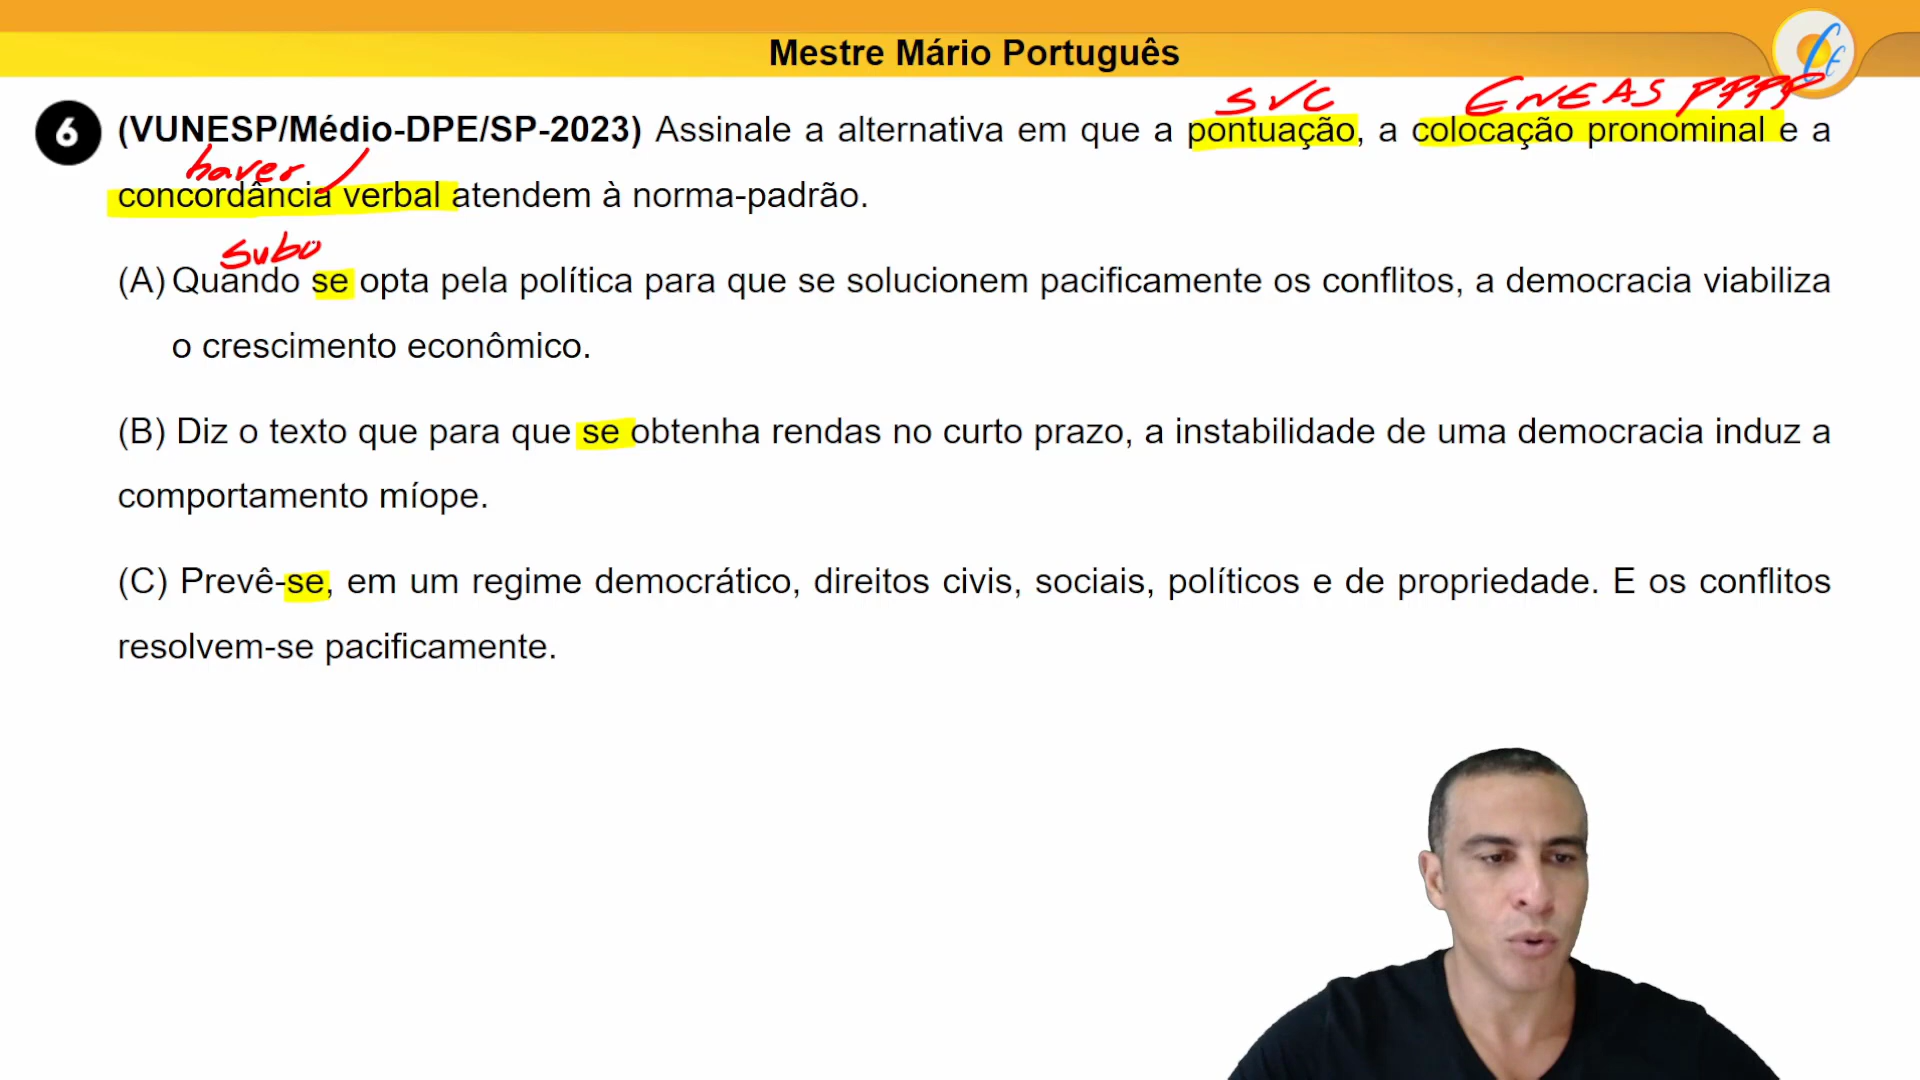 Mestre Mário Português
SVC ENEAS PPPP
6 (VUNESP/Médio-DPE/SP-2023) Assinale a alternativa em que a pontuação, a colocação pronominal e a
haver
concordância verbal atendem à norma-padrão.
subo
(A) Quando se opta pela política para que se solucionem pacificamente os conflitos, a democracia viabiliza
o crescimento econômico.
(B) Diz o texto que para que se obtenha rendas no curto prazo, a instabilidade de uma democracia induz a
comportamento míope.
(C) Prevê-se, em um regime democrático, direitos civis, sociais, políticos e de propriedade. E os conflitos
resolvem-se pacificamente.